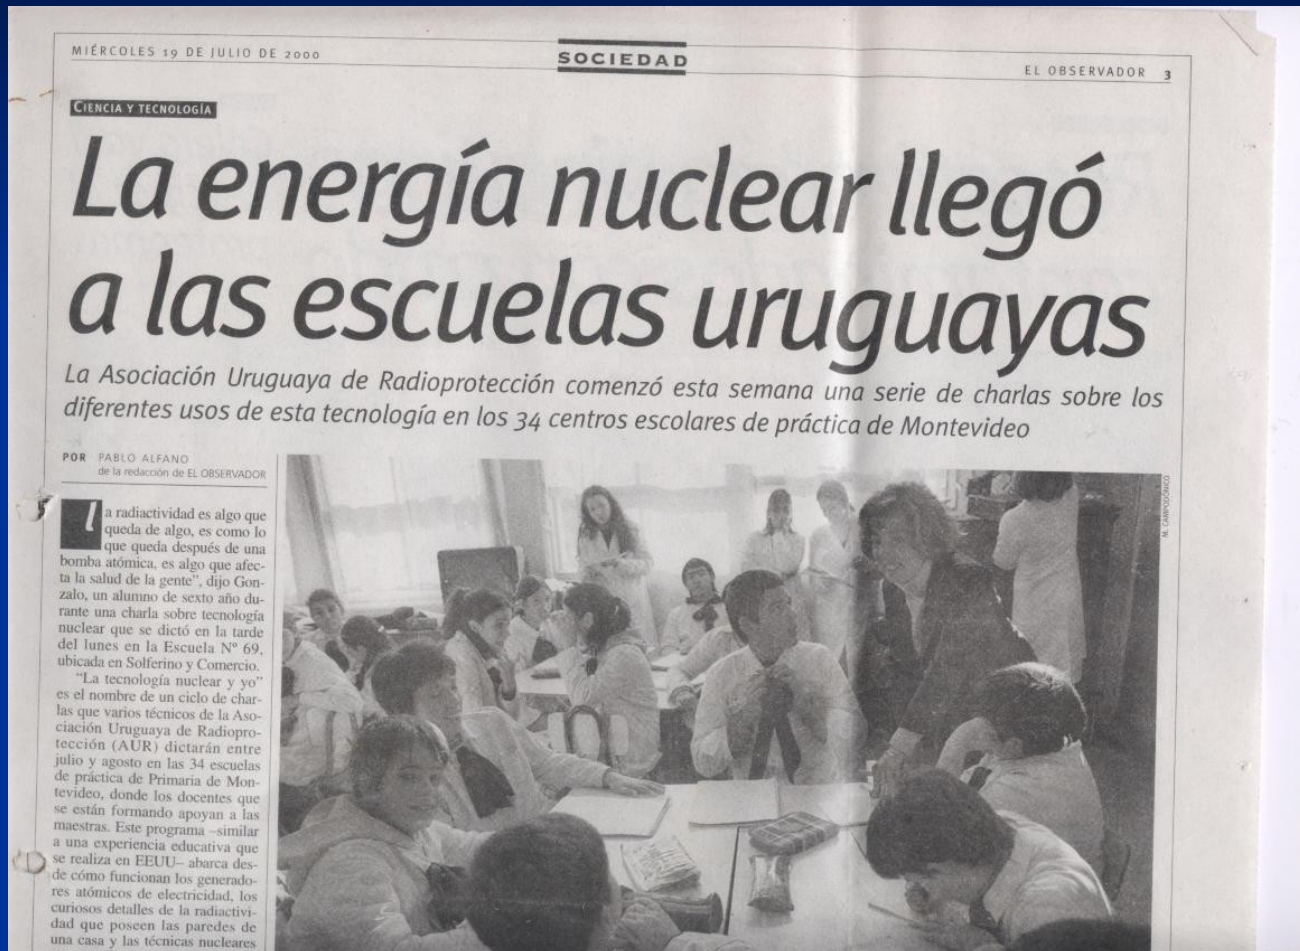 MIÉRCOLES 19 DE JULIO DE 2000
SOCIEDAD
EL OBSERVADOR 3
CIENCIA Y TECNOLOGÍA
La energía nuclear llegó
a las escuelas uruguayas
La Asociación Uruguaya de Radioprotección comenzó esta semana una serie de charlas sobre los
diferentes usos de esta tecnología en los 34 centros escolares de práctica de Montevideo
POR PABLO ALFANO
de la redacción de EL OBSERVADOR
M. CAMPODÓNICO
la radiactividad es algo que
queda de algo, es como lo
que queda después de una
bomba atómica, es algo que afec-
ta la salud de la gente”, dijo Gon-
zalo, un alumno de sexto año du-
rante una charla sobre tecnología
nuclear que se dictó en la tarde
del lunes en la Escuela Nº 69,
ubicada en Solferino y Comercio.
“La tecnología nuclear y yo”
es el nombre de un ciclo de char-
las que varios técnicos de la Aso-
ciación Uruguaya de Radiopro-
tección (AUR) dictarán entre
julio y agosto en las 34 escuelas
de práctica de Primaria de Mon-
tevideo, donde los docentes que
se están formando apoyan a las
maestras. Este programa –similar
a una experiencia educativa que
se realiza en EEUU– abarca des-
de cómo funcionan los generado-
res atómicos de electricidad, los
curiosos detalles de la radiactivi-
dad que poseen las paredes de
una casa y las técnicas nucleares